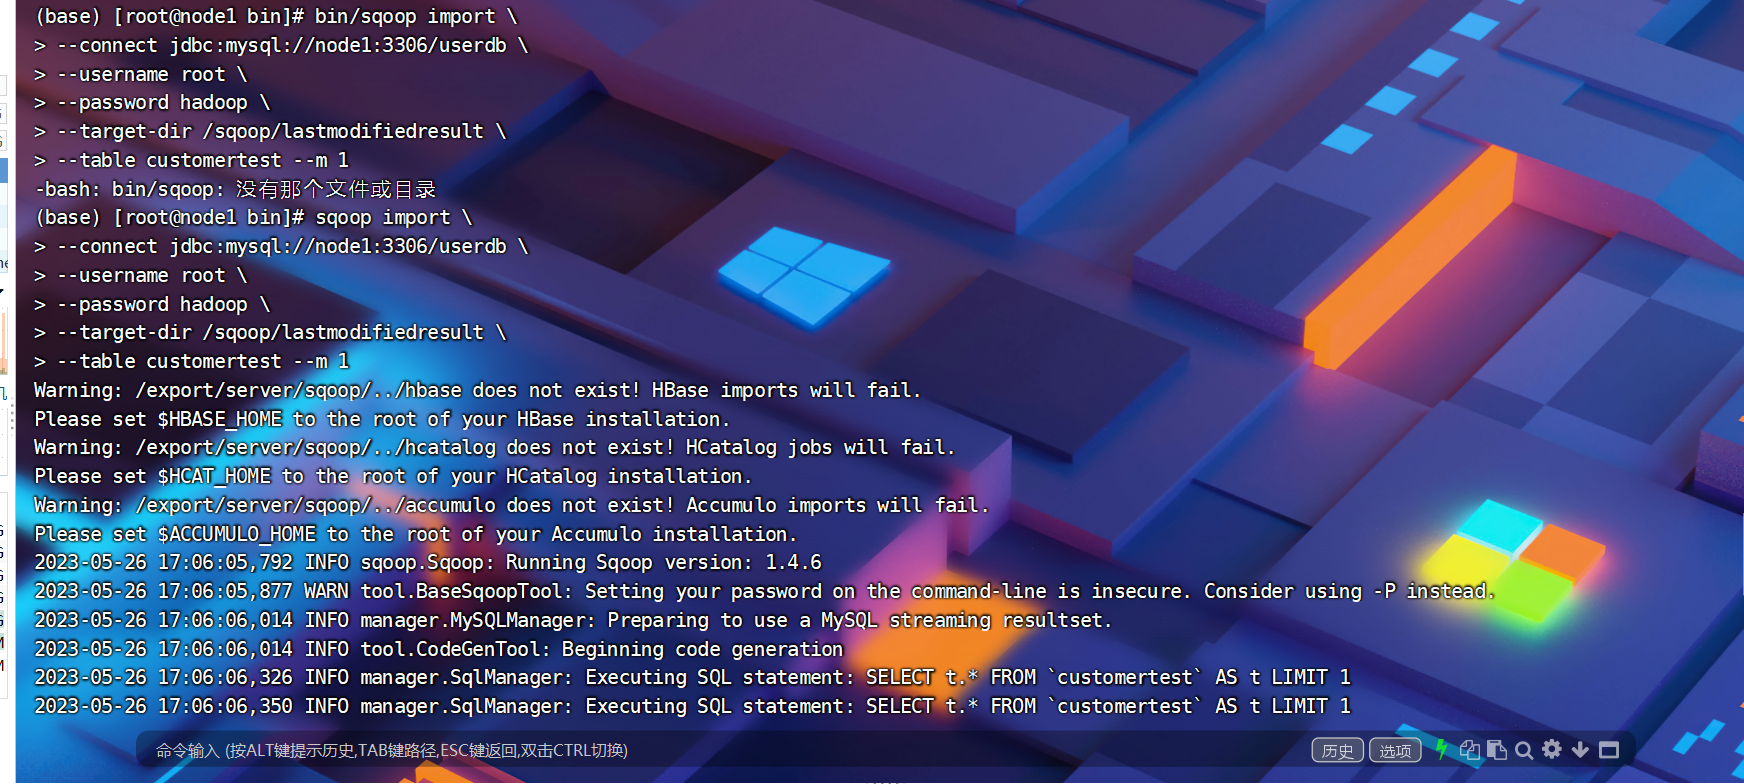 (base) [root@node1 bin]# bin/sqoop import \
> --connect jdbc:mysql://node1:3306/userdb \
> --username root \
> --password hadoop \
> --target-dir /sqoop/lastmodifiedresult \
> --table customertest --m 1
-bash: bin/sqoop: 没有那个文件或目录
(base) [root@node1 bin]# sqoop import \
> --connect jdbc:mysql://node1:3306/userdb \
> --username root \
> --password hadoop \
> --target-dir /sqoop/lastmodifiedresult \
> --table customertest --m 1
Warning: /export/server/sqoop/../hbase does not exist! HBase imports will fail.
Please set $HBASE_HOME to the root of your HBase installation.
Warning: /export/server/sqoop/../hcatalog does not exist! HCatalog jobs will fail.
Please set $HCAT_HOME to the root of your HCatalog installation.
Warning: /export/server/sqoop/../accumulo does not exist! Accumulo imports will fail.
Please set $ACCUMULO_HOME to the root of your Accumulo installation.
2023-05-26 17:06:05,792 INFO sqoop.Sqoop: Running Sqoop version: 1.4.6
2023-05-26 17:06:05,877 WARN tool.BaseSqoopTool: Setting your password on the command-line is insecure. Consider using -P instead.
2023-05-26 17:06:06,014 INFO manager.MySQLManager: Preparing to use a MySQL streaming resultset.
2023-05-26 17:06:06,014 INFO tool.CodeGenTool: Beginning code generation
2023-05-26 17:06:06,326 INFO manager.SqlManager: Executing SQL statement: SELECT t.* FROM `customertest` AS t LIMIT 1
2023-05-26 17:06:06,350 INFO manager.SqlManager: Executing SQL statement: SELECT t.* FROM `customertest` AS t LIMIT 1
命令输入 (按ALT键提示历史,TAB键路径,ESC键返回,双击CTRL切换) 历史 选项